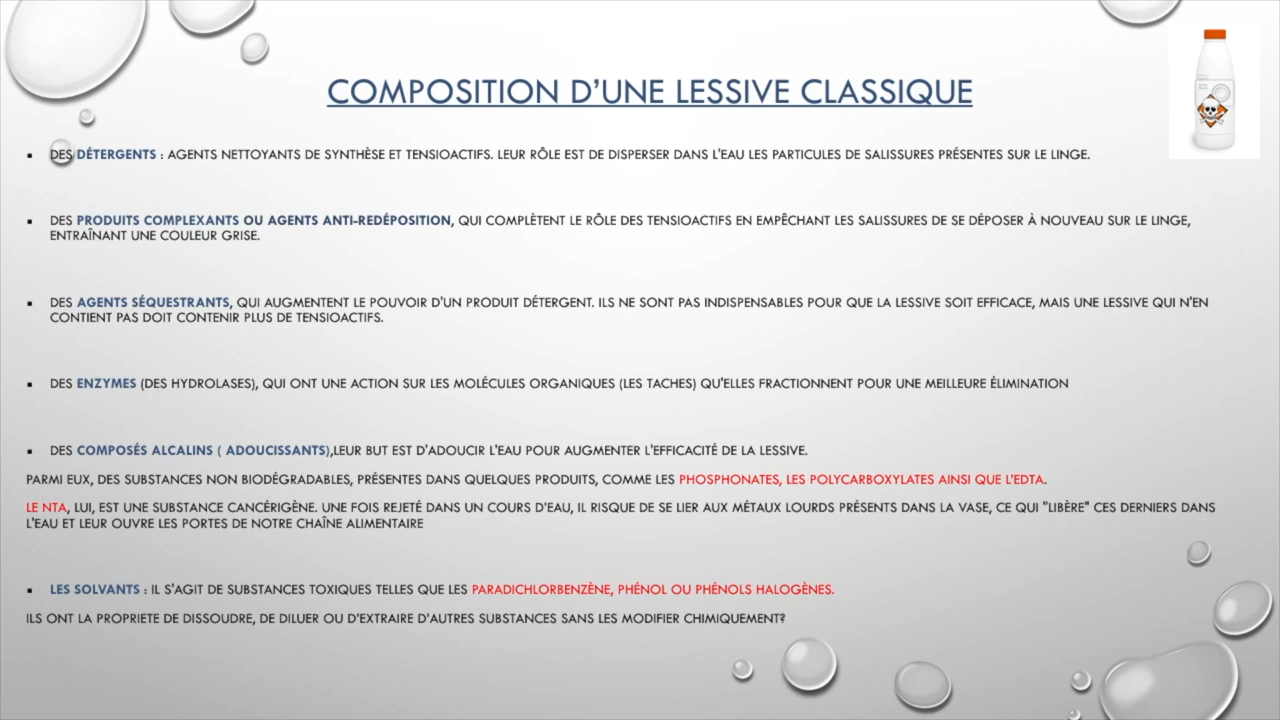 COMPOSITION D'UNE LESSIVE CLASSIQUE
▪ DES DÉTERGENTS : AGENTS NETTOYANTS DE SYNTHÈSE ET TENSIOACTIFS. LEUR RÔLE EST DE DISPERSER DANS L'EAU LES PARTICULES DE SALISSURES PRÉSENTES SUR LE LINGE.
▪ DES PRODUITS COMPLEXANTS OU AGENTS ANTI-REDÉPOSITION, QUI COMPLÈTENT LE RÔLE DES TENSIOACTIFS EN EMPÊCHANT LES SALISSURES DE SE DÉPOSER À NOUVEAU SUR LE LINGE,
ENTRAÎNANT UNE COULEUR GRISE.
▪ DES AGENTS SÉQUESTRANTS, QUI AUGMENTENT LE POUVOIR D'UN PRODUIT DÉTERGENT. ILS NE SONT PAS INDISPENSABLES POUR QUE LA LESSIVE SOIT EFFICACE, MAIS UNE LESSIVE QUI N'EN
CONTIENT PAS DOIT CONTENIR PLUS DE TENSIOACTIFS.
▪ DES ENZYMES (DES HYDROLASES), QUI ONT UNE ACTION SUR LES MOLÉCULES ORGANIQUES (LES TACHES) QU'ELLES FRACTIONNENT POUR UNE MEILLEURE ÉLIMINATION
▪ DES COMPOSÉS ALCALINS ( ADOUCISSANTS),LEUR BUT EST D'ADOUCIR L'EAU POUR AUGMENTER L'EFFICACITÉ DE LA LESSIVE.
PARMI EUX, DES SUBSTANCES NON BIODÉGRADABLES, PRÉSENTES DANS QUELQUES PRODUITS, COMME LES PHOSPHONATES, LES POLYCARBOXYLATES AINSI QUE L'EDTA.
LE NTA, LUI, EST UNE SUBSTANCE CANCÉRIGÈNE. UNE FOIS REJETÉ DANS UN COURS D'EAU, IL RISQUE DE SE LIER AUX MÉTAUX LOURDS PRÉSENTS DANS LA VASE, CE QUI "LIBÈRE" CES DERNIERS DANS
L'EAU ET LEUR OUVRE LES PORTES DE NOTRE CHAÎNE ALIMENTAIRE
▪ LES SOLVANTS : IL S'AGIT DE SUBSTANCES TOXIQUES TELLES QUE LES PARADICHLORBENZÈNE, PHÉNOL OU PHÉNOLS HALOGÈNES.
ILS ONT LA PROPRIETE DE DISSOUDRE, DE DILUER OU D'EXTRAIRE D'AUTRES SUBSTANCES SANS LES MODIFIER CHIMIQUEMENT?